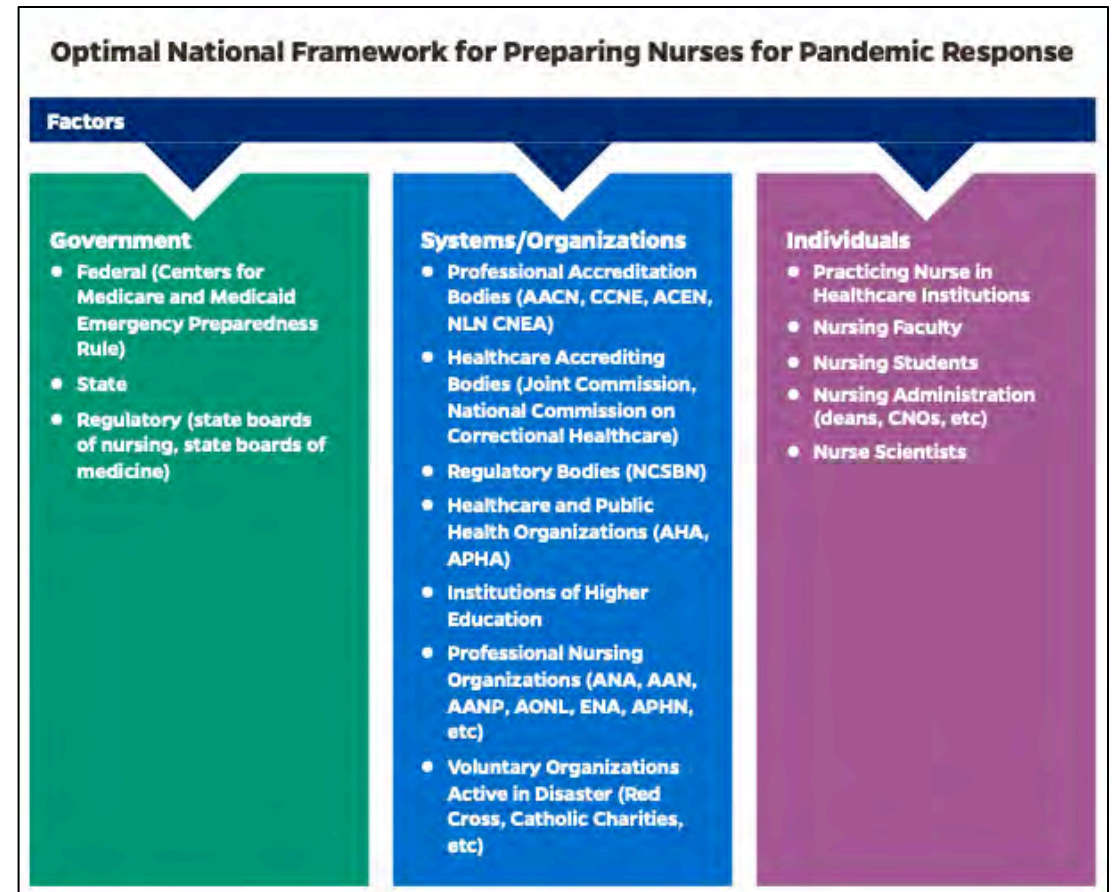 Optimal National Framework for Preparing Nurses for Pandemic Response
Factors
Government
• Federal (Centers for
Medicare and Medicaid
Emergency Preparedness
Rule)
• State
• Regulatory (state boards
of nursing, state boards of
medicine)
Systems/Organizations
• Professional Accreditation
Bodies (AACN, CCNE, ACEN,
NLN CNEA)
• Healthcare Accrediting
Bodies (Joint Commission,
National Commission on
Correctional Healthcare)
• Regulatory Bodies (NCSBN)
• Healthcare and Public
Health Organizations (AHA,
APHA)
• Institutions of Higher
Education
• Professional Nursing
Organizations (ANA, AAN,
AANP, AONL, ENA, APHN,
etc)
• Voluntary Organizations
Active in Disaster (Red
Cross, Catholic Charities,
etc)
Individuals
• Practicing Nurse in
Healthcare Institutions
• Nursing Faculty
• Nursing Students
• Nursing Administration
(deans, CNOs, etc)
• Nurse Scientists